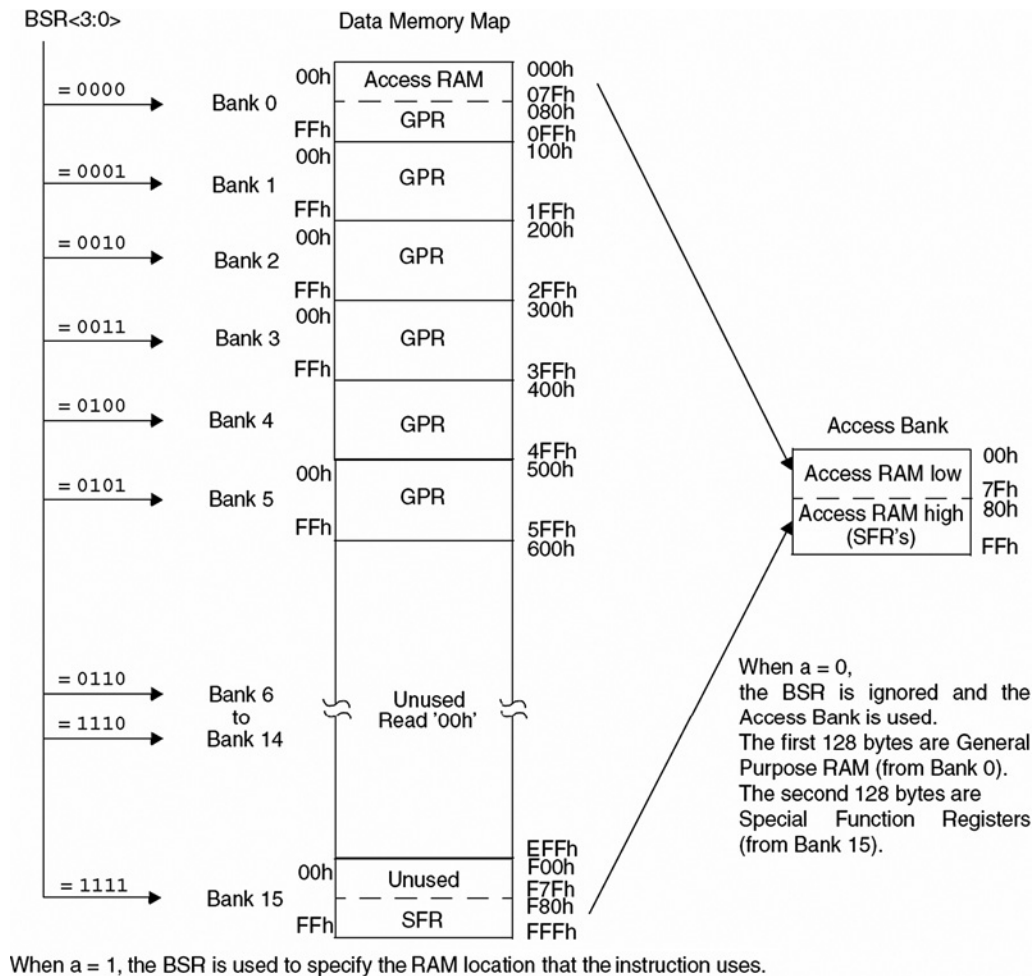 BSR<3:0>
Data Memory Map
= 0000
Bank 0
00h
FFh
Access RAM
GPR
000h
07Fh
080h
0FFh
= 0001
Bank 1
00h
FFh
GPR
100h
1FFh
= 0010
Bank 2
00h
FFh
GPR
200h
2FFh
= 0011
Bank 3
00h
FFh
GPR
300h
3FFh
= 0100
Bank 4
GPR
400h
4FFh
= 0101
Bank 5
00h
FFh
GPR
500h
5FFh
600h
= 0110
= 1110
Bank 6
to
Bank 14
Unused
Read '00h'
EFFh
= 1111
Bank 15
00h
FFh
Unused
SFR
F00h
F7Fh
F80h
FFFh
Access Bank
Access RAM low
Access RAM high
(SFR's)
00h
7Fh
80h
FFh
When a = 0,
the BSR is ignored and the
Access Bank is used.
The first 128 bytes are General
Purpose RAM (from Bank 0).
The second 128 bytes are
Special Function Registers
(from Bank 15).
When a = 1, the BSR is used to specify the RAM location that the instruction uses.